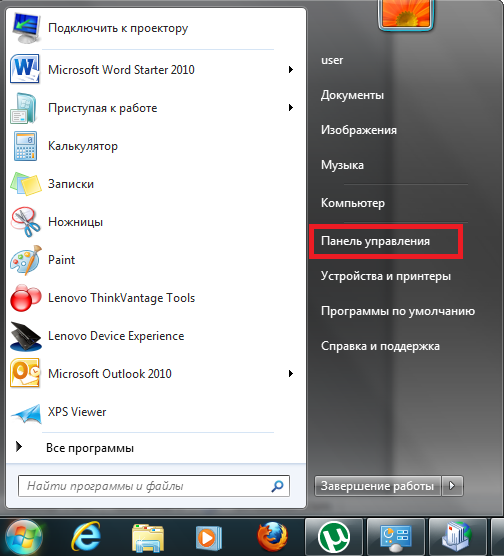 Подключить к проектору
Microsoft Word Starter 2010
Приступая к работе
Калькулятор
Записки
Ножницы
Paint
Lenovo ThinkVantage Tools
Lenovo Device Experience
Microsoft Outlook 2010
XPS Viewer
Все программы
Найти программы и файлы
user
Документы
Изображения
Музыка
Компьютер
Панель управления
Устройства и принтеры
Программы по умолчанию
Справка и поддержка
Завершение работы